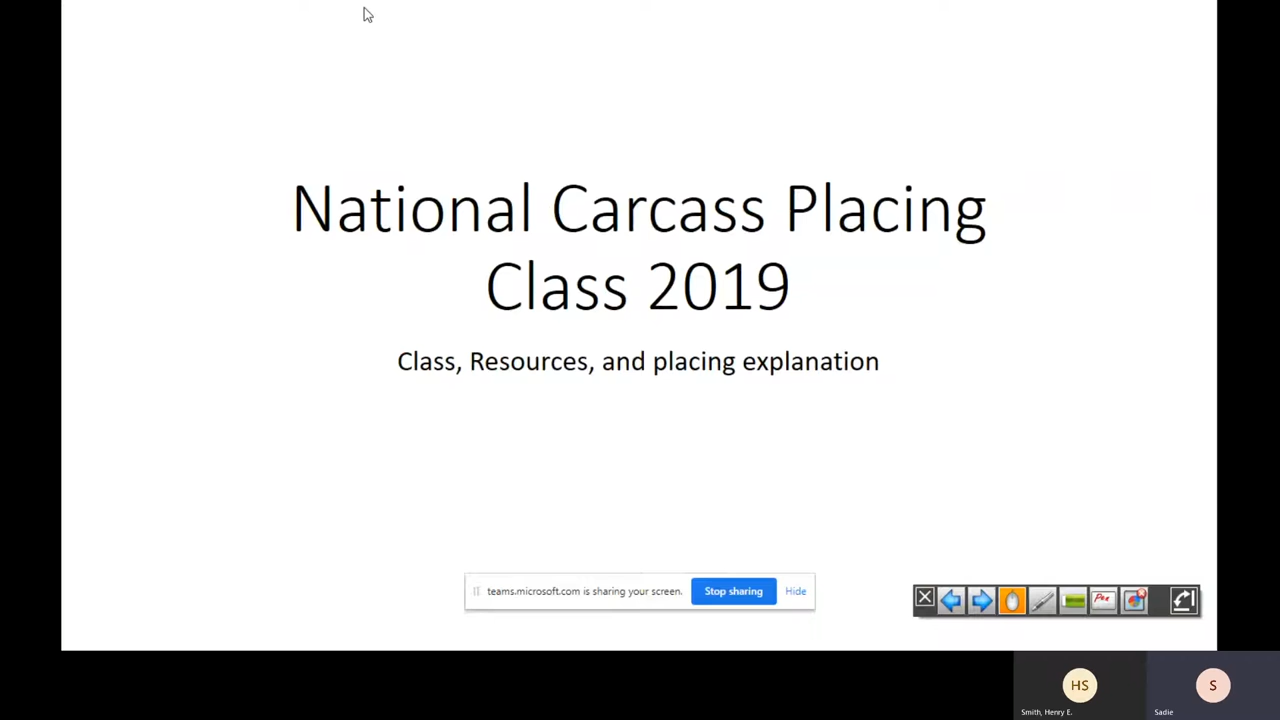 National Carcass Placing
Class 2019
Class, Resources, and placing explanation
teams.microsoft.com is sharing your screen.
Stop sharing
Hide
Pen
HS
S
Smith, Henry E.
Sadie